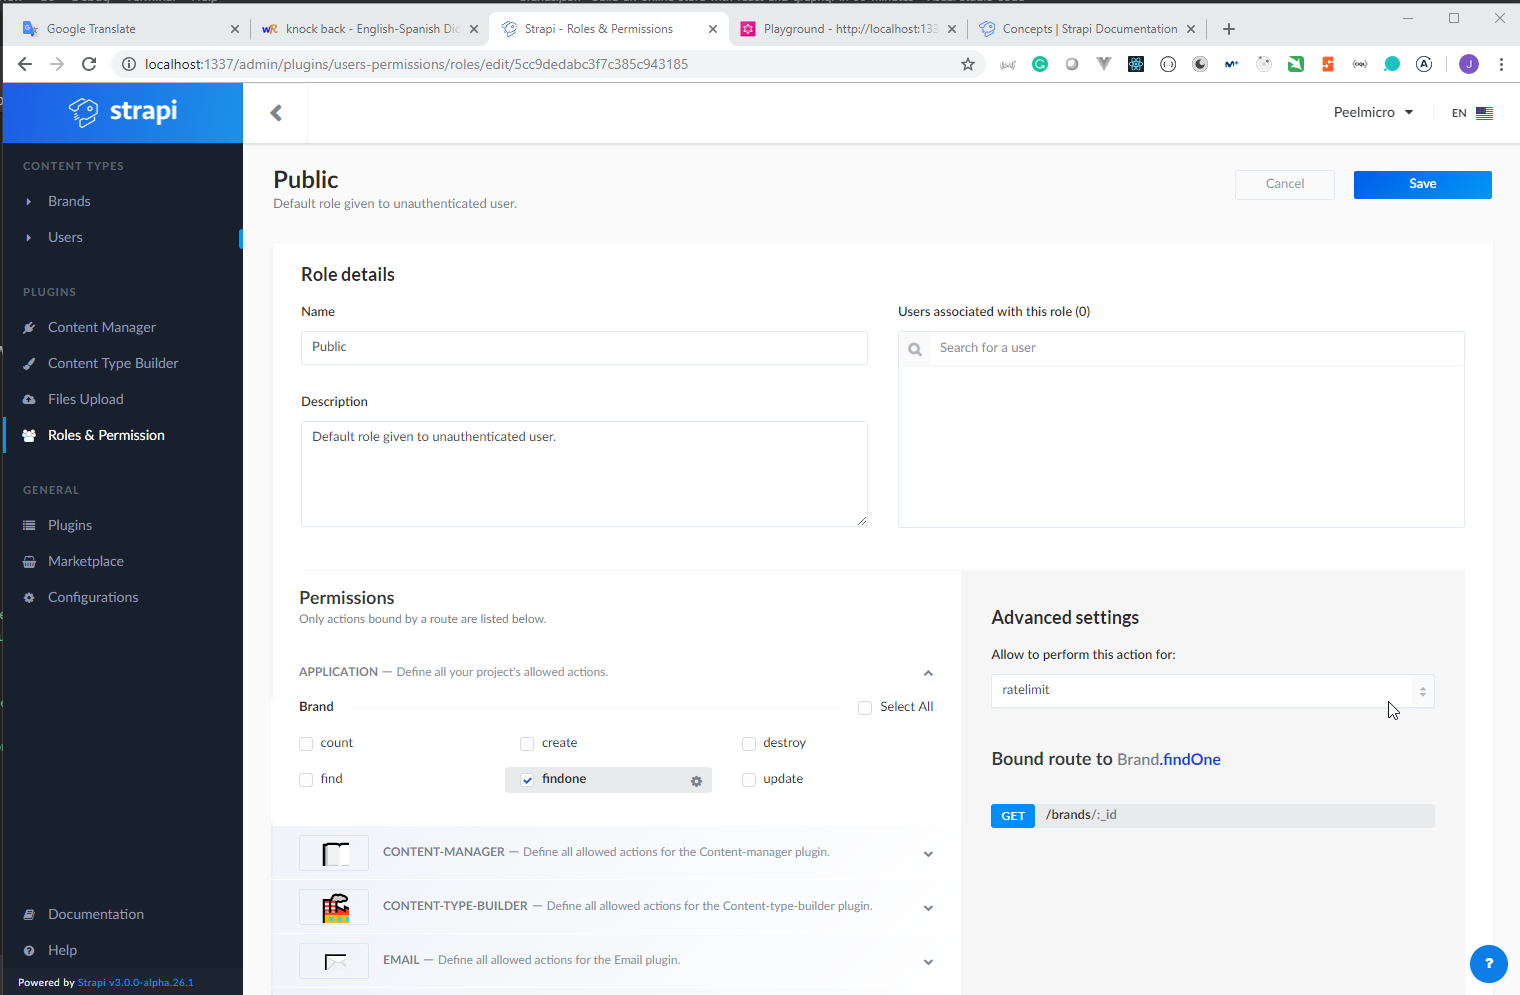 Google Translate
wR knock back - English-Spanish Dic
Strapi - Roles & Permissions
Playground - http://localhost:133
Concepts | Strapi Documentation
localhost:1337/admin/plugins/users-permissions/roles/edit/5cc9dedabc3f7c385c943185
J
strapi
Peelmicro
EN
CONTENT TYPES
Brands
Users
PLUGINS
Content Manager
Content Type Builder
Files Upload
Roles & Permission
GENERAL
Plugins
Marketplace
Configurations
Documentation
Help
Powered by Strapi v3.0.0-alpha.26.1
Public
Default role given to unauthenticated user.
Cancel
Save
Role details
Name
Public
Description
Default role given to unauthenticated user.
Users associated with this role (0)
Search for a user
Permissions
Only actions bound by a route are listed below.
APPLICATION — Define all your project's allowed actions.
Brand
Select All
count
create
destroy
find
findone
update
CONTENT-MANAGER — Define all allowed actions for the Content-manager plugin.
CONTENT-TYPE-BUILDER — Define all allowed actions for the Content-type-builder plugin.
EMAIL — Define all allowed actions for the Email plugin.
Advanced settings
Allow to perform this action for:
ratelimit
Bound route to Brand.findOne
GET /brands/:_id
?